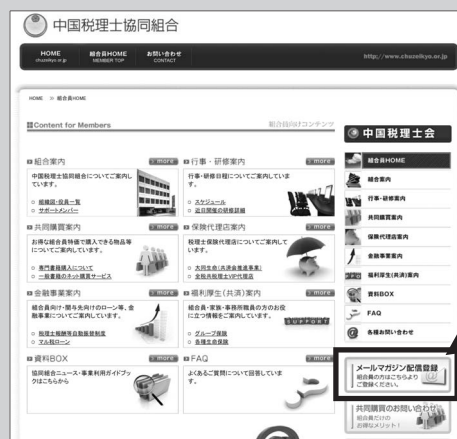 中国税理士協同組合
HOME
chuzeikyo.or.jp
組合員HOME
MEMBER TOP
お問い合わせ
CONTACT
http://www.chuzeikyo.or.jp
HOME ≫ 組合員HOME
Content for Members
組合員向けコンテンツ
組合案内
more
中国税理士協同組合についてご案内しています。
組織図・役員一覧
サポートメンバー
行事・研修案内
more
行事・研修日程についてご案内しています。
スケジュール
近日開催の研修詳細
共同購買案内
more
お得な組合員特価で購入できる物品等についてご案内しています。
専門書籍購入について
一般書籍のネット購買サービス
保険代理店案内
more
税理士保険代理店についてご案内しています。
大同生命(共済会推進事業)
全税共税理士VIP代理店
金融事業案内
more
組合員向け・関与先向けのローン等、金融事業についてご案内しています。
税理士報酬等自動振替制度
マル税ローン
福利厚生(共済)案内
more
組合員・家族・事務所職員の方のお役に立つ情報をご案内しています。
グループ保険
各種生命保険
SUPPORT
資料BOX
more
協同組合ニュース・事業利用ガイドブックはこちらから
FAQ
more
よくあるご質問について回答しています。
中国税理士会
組合員HOME
組合案内
行事・研修案内
共同購買案内
保険代理店案内
金融事業案内
福利厚生(共済)案内
資料BOX
FAQ
各種お問い合わせ
メールマガジン配信登録
組合員の方はこちらより
ご登録ください。
共同購買のお問い合わせ
組合員だけの
お得なメリット!